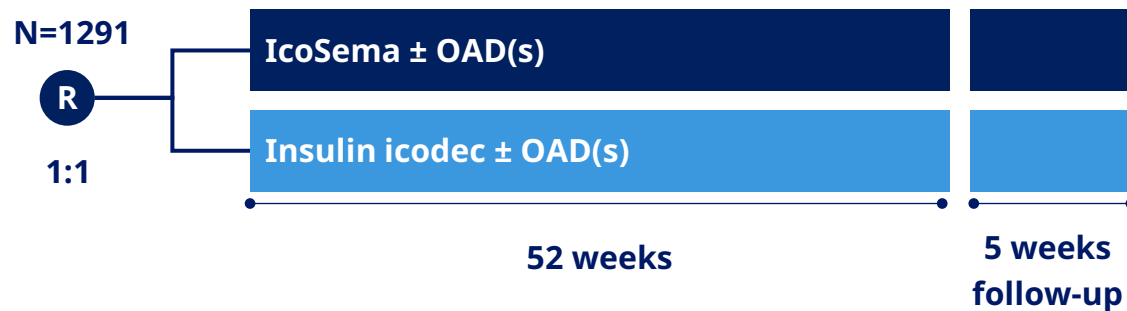 N=1291
R
1:1
IcoSema ± OAD(s)
Insulin icodec ± OAD(s)
52 weeks
5 weeks
follow-up